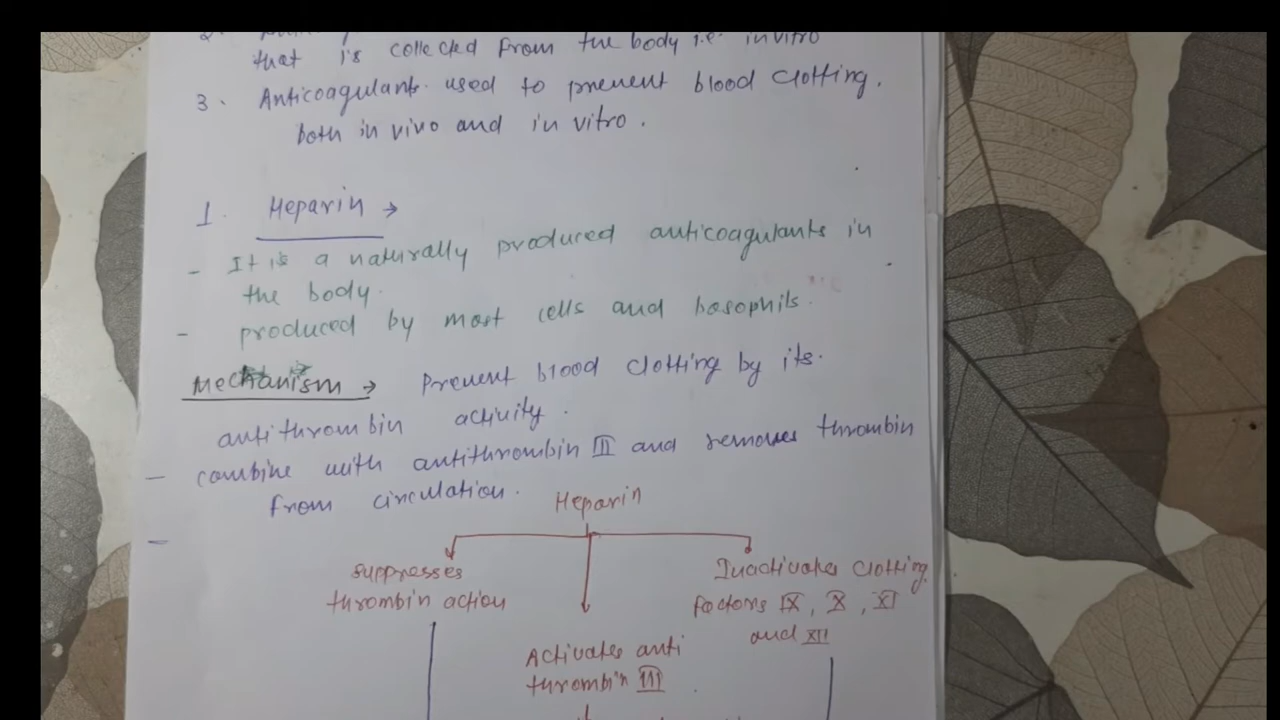 that is collected from the body i.e. invitro
3. Anticoagulants used to prevent blood clotting.
both in vivo and in vitro.
1. Heparin →
- It is a naturally produced anticoagulants in
the body.
- produced by mast cells and basophils.
Mechanism → Prevent blood clotting by its.
antithrombin activity.
- combine with antithrombin III and removes thrombin
from circulation.
-
Heparin
suppresses
thrombin action
Activates anti
thrombin III
Inactivates clotting
factors IX, X, XI
and XII